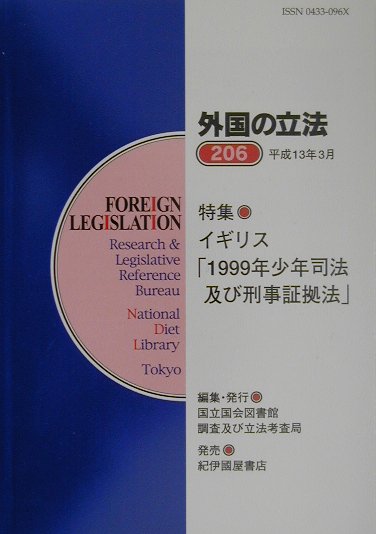 ISSN 0433-096X
外国の立法
206 平成13年3月
FOREIGN
LEGISLATION
Research &
Legislative
Reference
Bureau
National
Diet
Library
Tokyo
特集◉
イギリス
「1999年少年司法
及び刑事証拠法」
編集・発行◉
国立国会図書館
調査及び立法考査局
発売◉
紀伊國屋書店